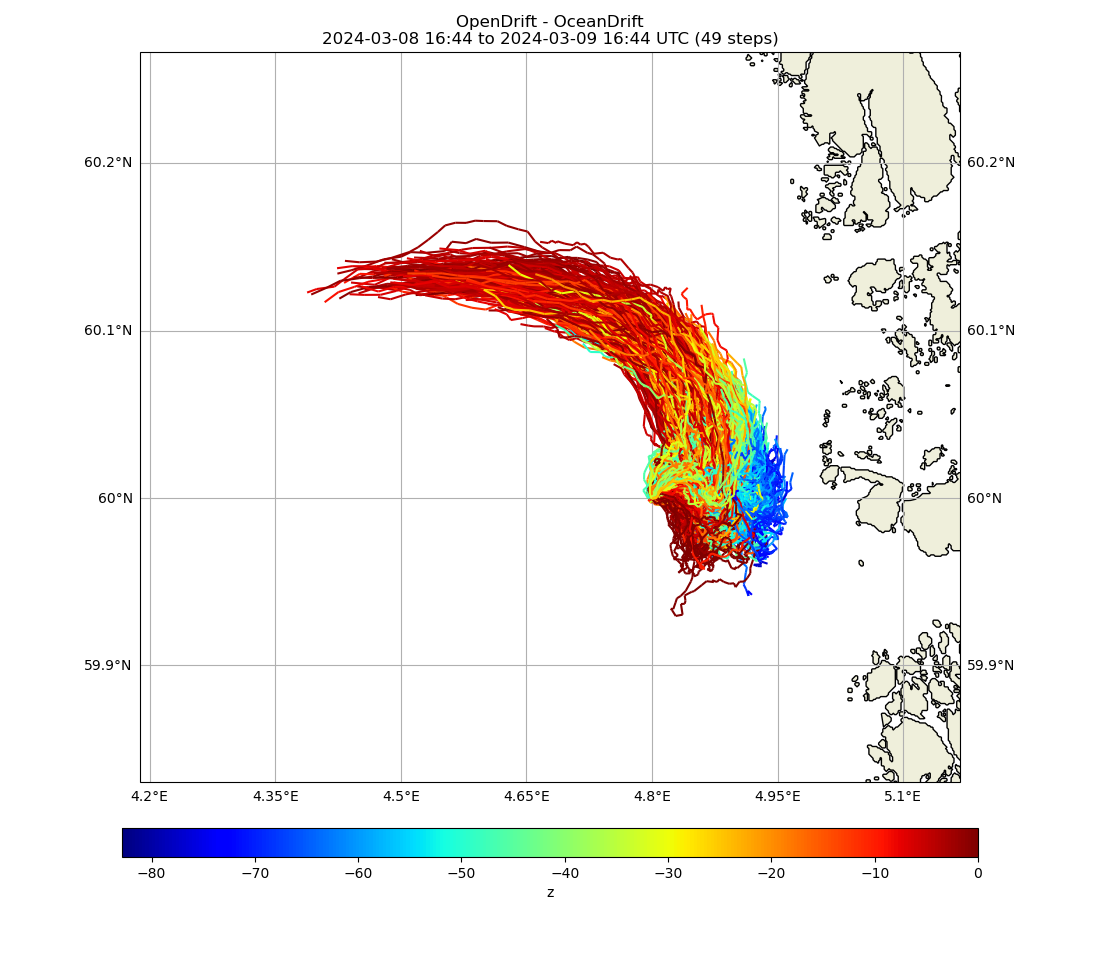 OpenDrift - OceanDrift
2024-03-08 16:44 to 2024-03-09 16:44 UTC (49 steps)
60.2°N 60.2°N
60.1°N 60.1°N
60°N 60°N
59.9°N 59.9°N
4.2°E 4.35°E 4.5°E 4.65°E 4.8°E 4.95°E 5.1°E
−80 −70 −60 −50 −40 −30 −20 −10 0
z